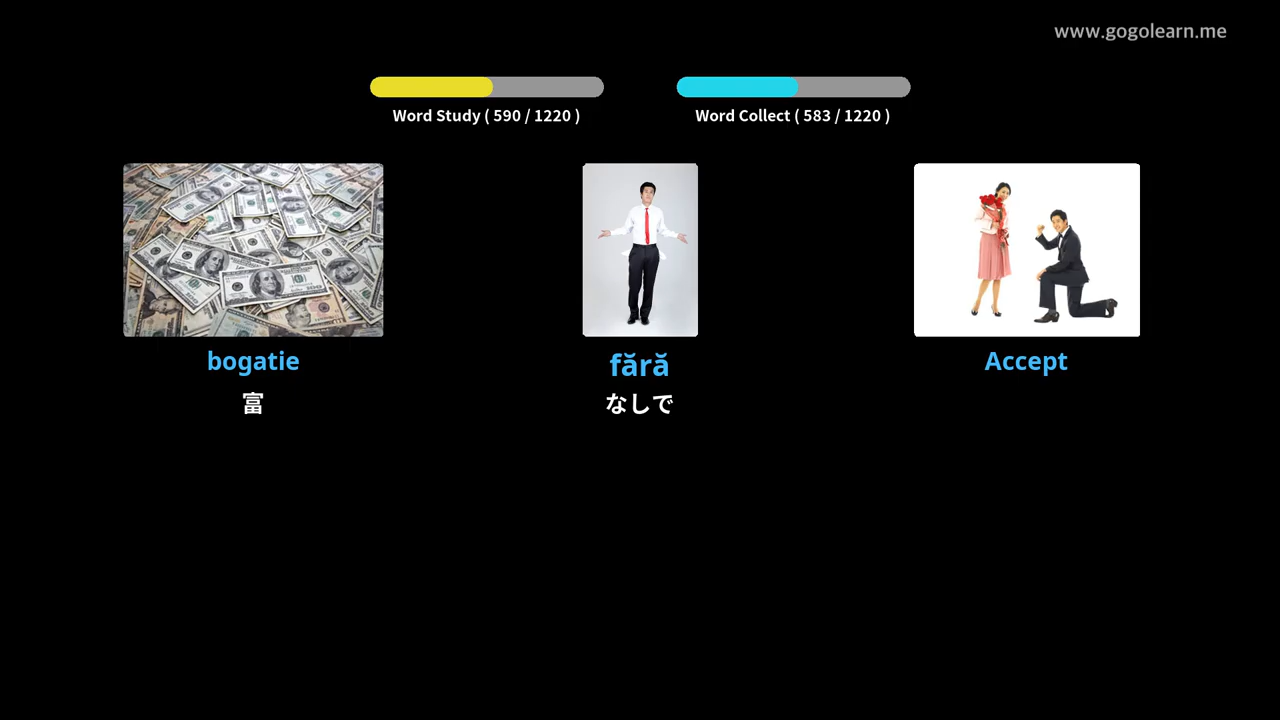 www.gogolearn.me
Word Study ( 590 / 1220 )
Word Collect ( 583 / 1220 )
bogatie
富
fără
なしで
Accept